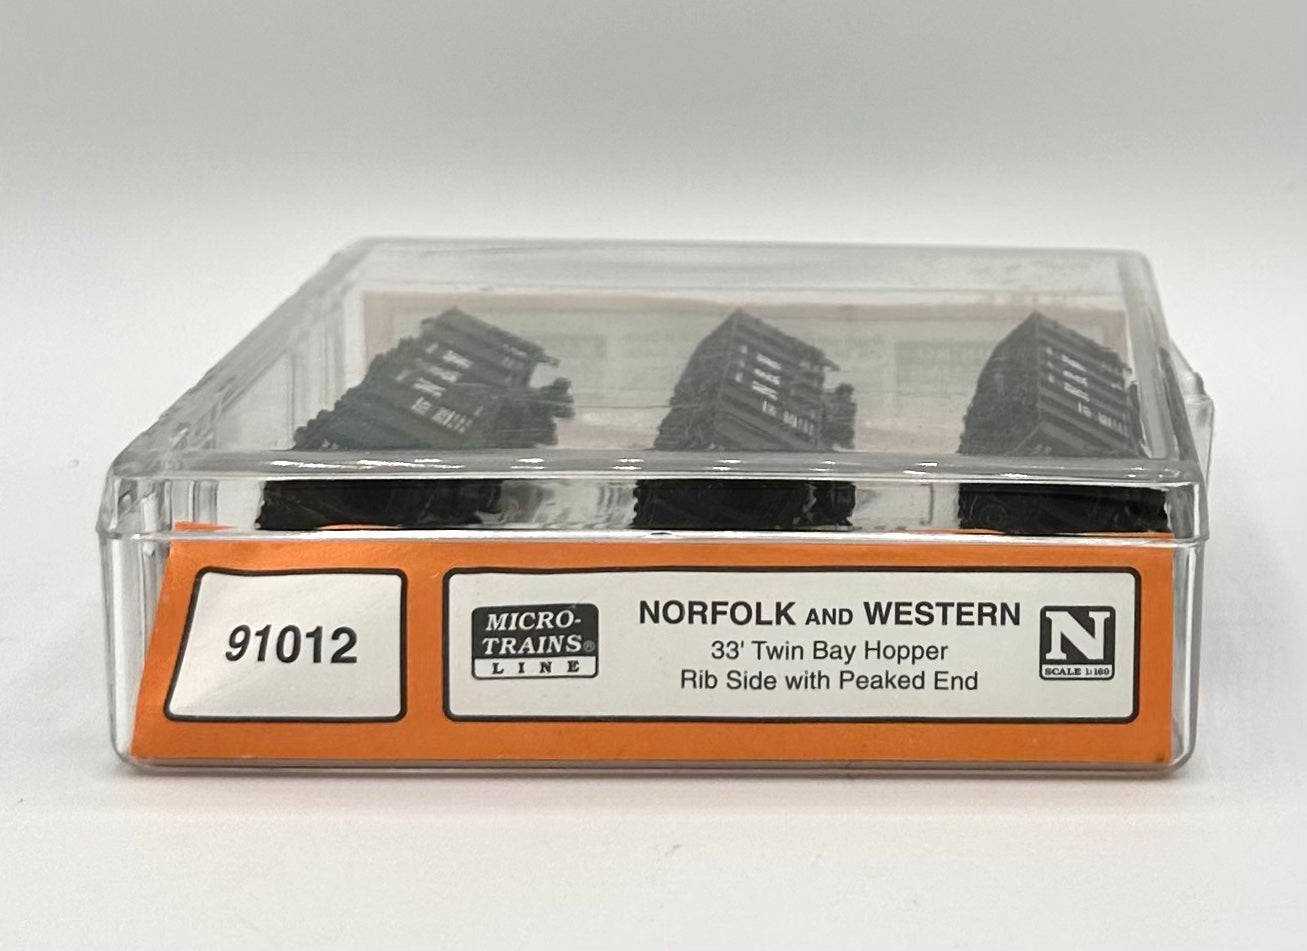 N&W
N&W
N&W
91012
MICRO-
TRAINS®
LINE
NORFOLK AND WESTERN
33' Twin Bay Hopper
Rib Side with Peaked End
N
SCALE 1:160